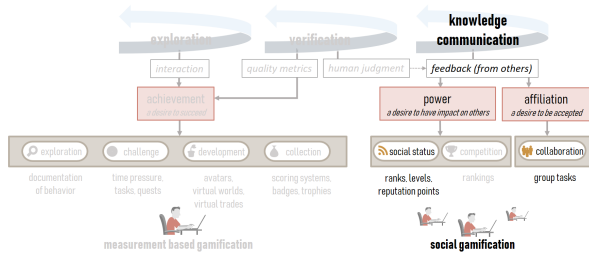 knowledge
exploration
verification
communication
interaction
quality metrics
human judgment
feedback (from others)
achievement
a desire to succeed
power
a desire to have impact on others
affiliation
a desire to be accepted
exploration
challenge
development
collection
social status
competition
collaboration
documentation
of behavior
time pressure,
tasks, quests
avatars,
virtual worlds,
virtual trades
scoring systems,
badges, trophies
ranks, levels,
reputation points
rankings
group tasks
measurement based gamification
social gamification